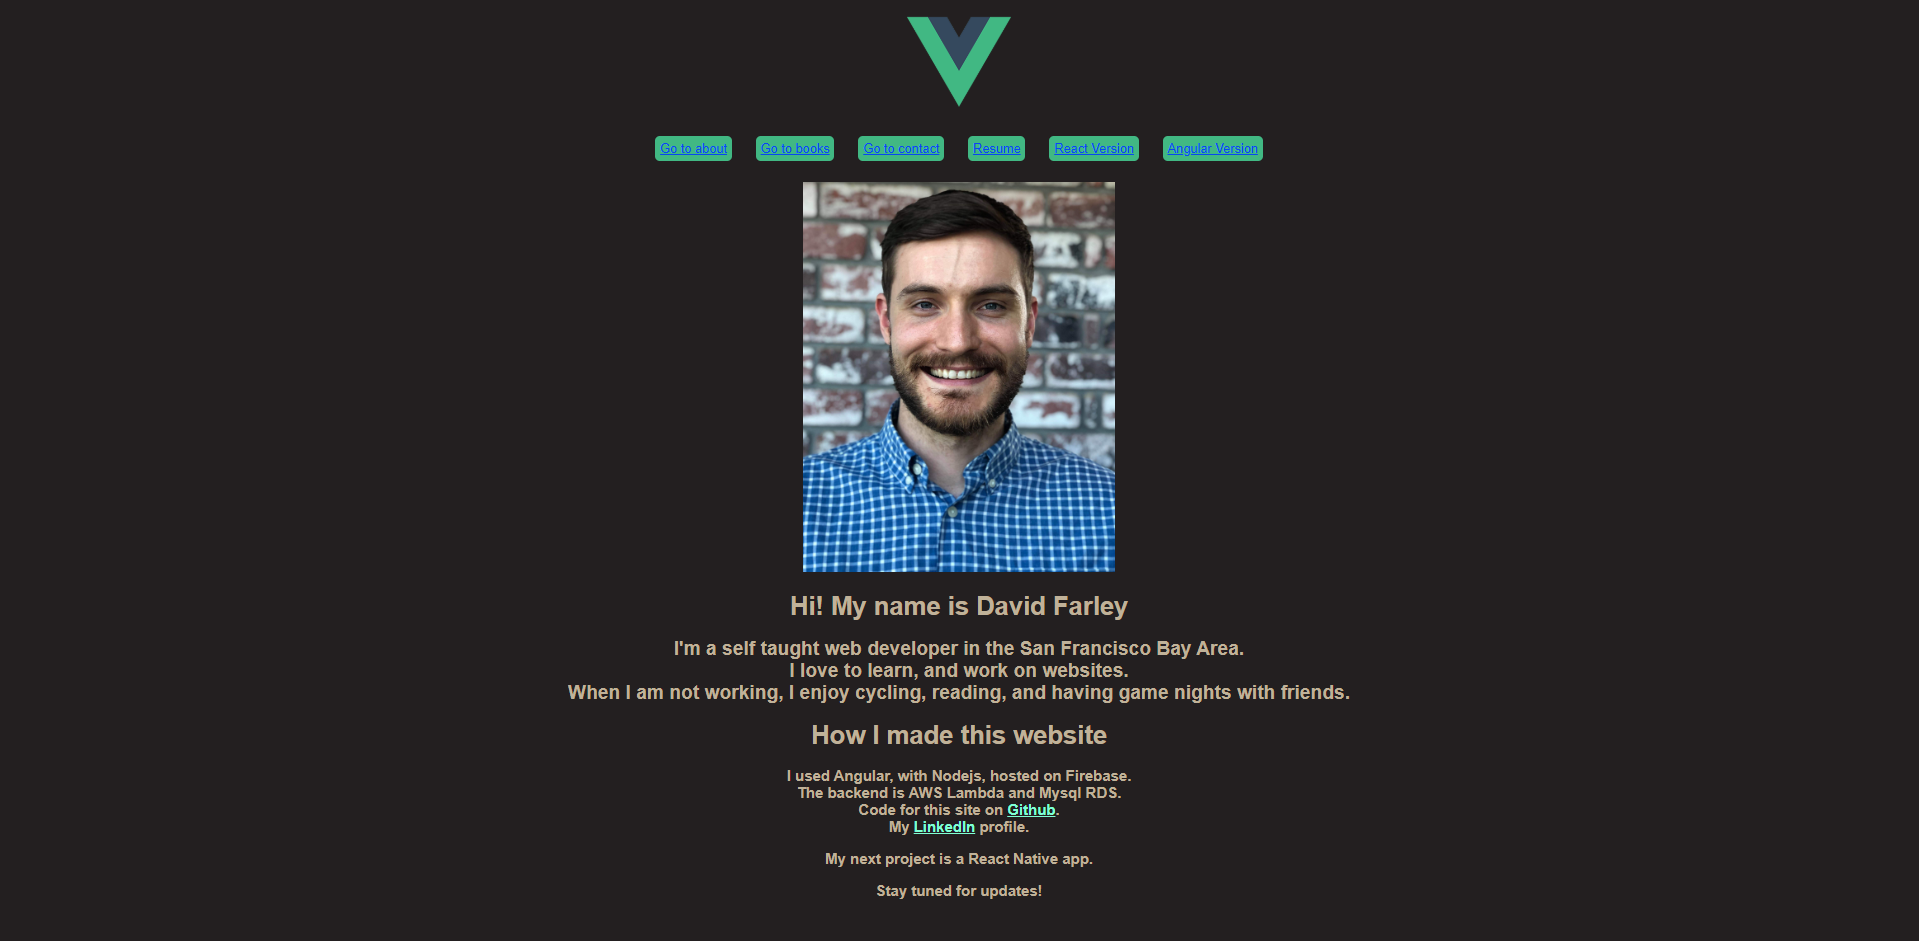 Go to about Go to books Go to contact Resume React Version Angular Version
Hi! My name is David Farley
I'm a self taught web developer in the San Francisco Bay Area.
I love to learn, and work on websites.
When I am not working, I enjoy cycling, reading, and having game nights with friends.
How I made this website
I used Angular, with Nodejs, hosted on Firebase.
The backend is AWS Lambda and Mysql RDS.
Code for this site on Github.
My LinkedIn profile.
My next project is a React Native app.
Stay tuned for updates!